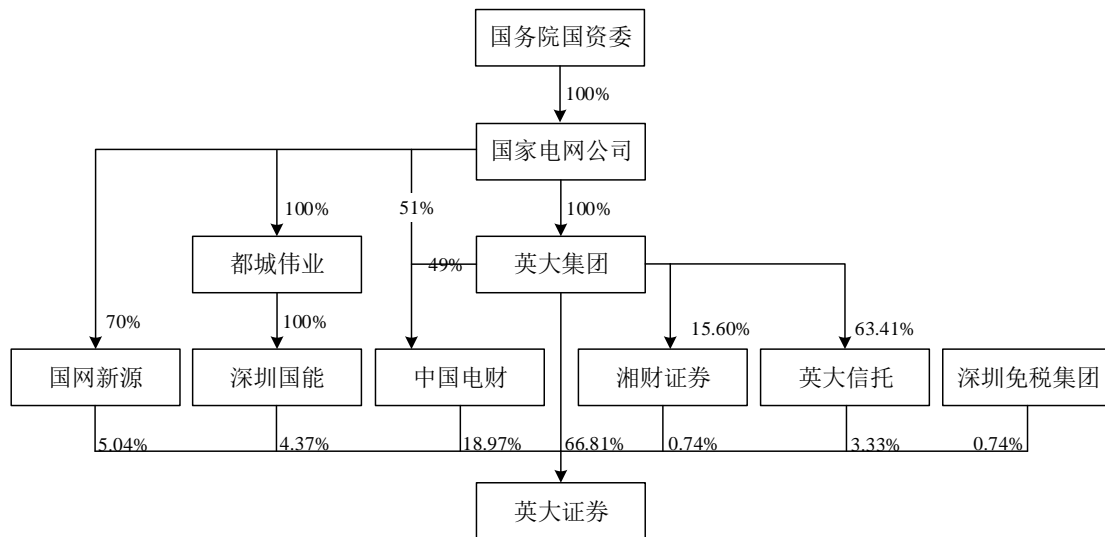 国务院国资委
100%
国家电网公司
100%
51%
100%
都城伟业
49%
英大集团
70%
100%
15.60%
63.41%
国网新源
深圳国能
中国电财
湘财证券
英大信托
深圳免税集团
5.04%
4.37%
18.97%
66.81%
0.74%
3.33%
0.74%
英大证券